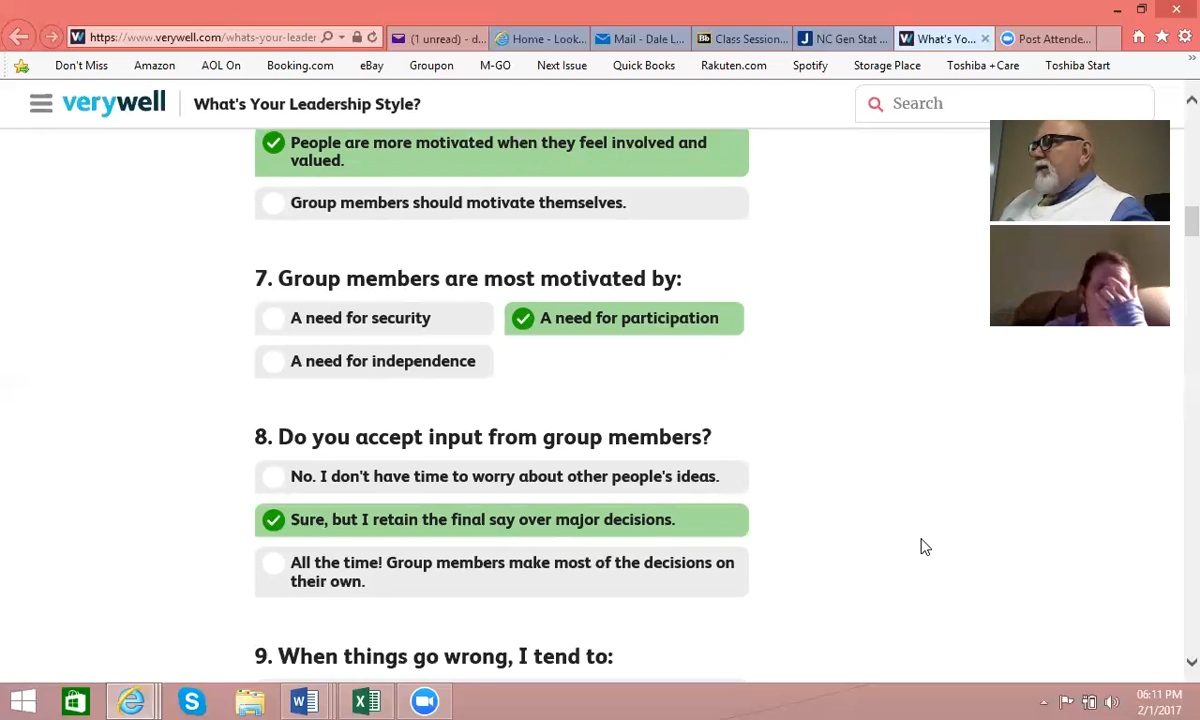 https://www.verywell.com/whats-your-leader
(1 unread) - d...
Home - Look...
Mail - Dale L...
Bb Class Session...
J NC Gen Stat ...
What's Yo...
Post Attende...
Don't Miss
Amazon
AOL On
Booking.com
eBay
Groupon
M-GO
Next Issue
Quick Books
Rakuten.com
Spotify
Storage Place
Toshiba +Care
Toshiba Start
verywell
What's Your Leadership Style?
Search
People are more motivated when they feel involved and
valued.
Group members should motivate themselves.
7. Group members are most motivated by:
A need for security
A need for participation
A need for independence
8. Do you accept input from group members?
No. I don't have time to worry about other people's ideas.
Sure, but I retain the final say over major decisions.
All the time! Group members make most of the decisions on
their own.
9. When things go wrong, I tend to:
06:11 PM
2/1/2017